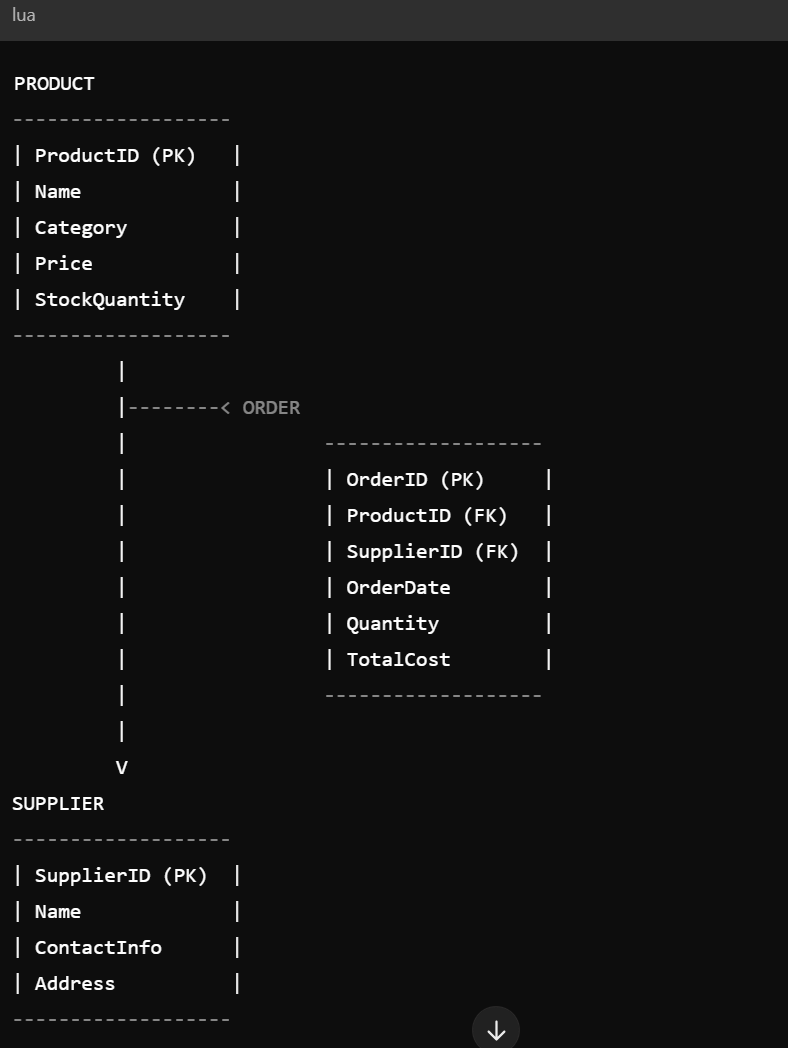 lua
PRODUCT
-------------------
| ProductID (PK)   |
| Name             |
| Category         |
| Price            |
| StockQuantity    |
-------------------
         |
         |--------< ORDER
         |                 -------------------
         |                 | OrderID (PK)     |
         |                 | ProductID (FK)   |
         |                 | SupplierID (FK)  |
         |                 | OrderDate        |
         |                 | Quantity         |
         |                 | TotalCost        |
         |                 -------------------
         |
         V
SUPPLIER
-------------------
| SupplierID (PK)  |
| Name             |
| ContactInfo      |
| Address          |
-------------------